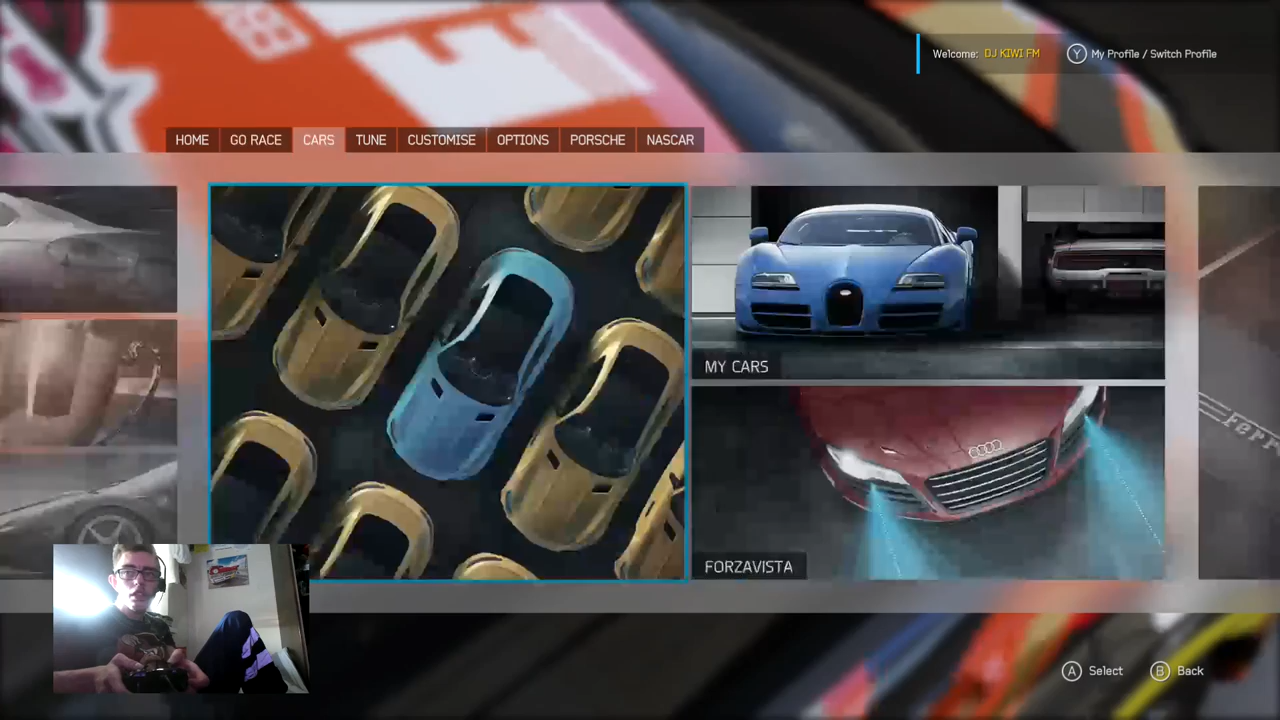 Welcome: DJ KIWI FM
Y My Profile / Switch Profile
HOME
GO RACE
CARS
TUNE
CUSTOMISE
OPTIONS
PORSCHE
NASCAR
MY CARS
FORZAVISTA
A Select
B Back